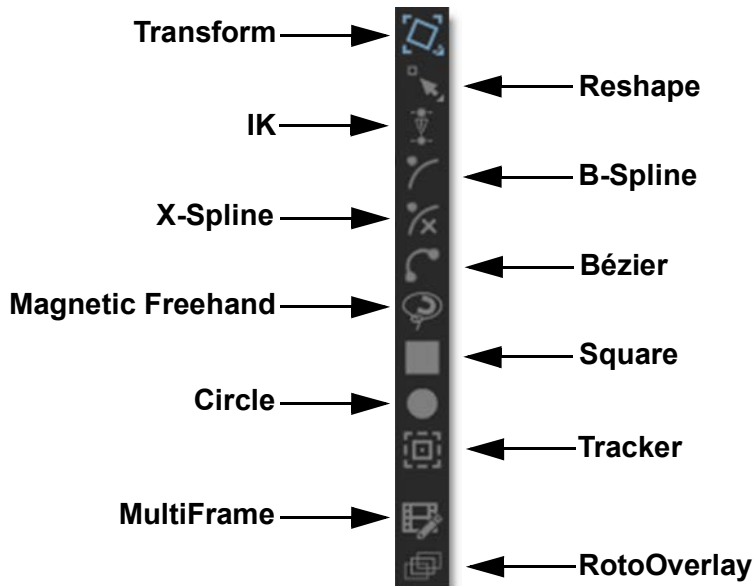 Transform
Reshape
IK
B-Spline
X-Spline
Bézier
Magnetic Freehand
Square
Circle
Tracker
MultiFrame
RotoOverlay